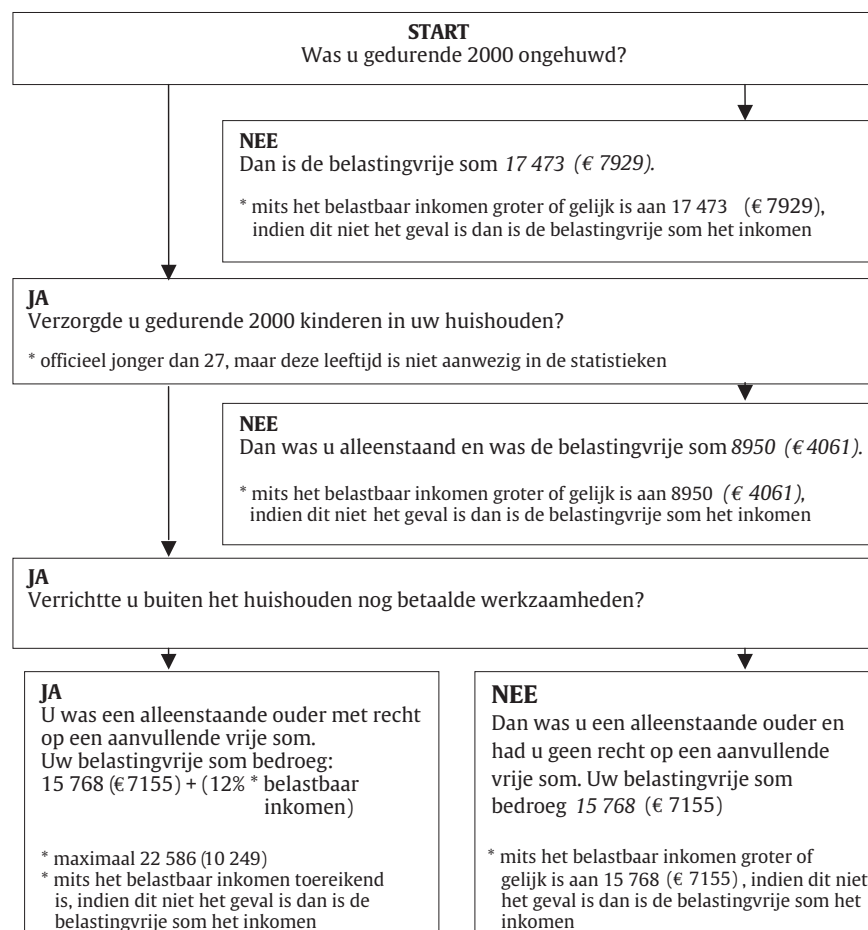 START
Was u gedurende 2000 ongehuwd?
NEE
Dan is de belastingvrije som 17 473 (€ 7929).
* mits het belastbaar inkomen groter of gelijk is aan 17 473 (€ 7929),
indien dit niet het geval is dan is de belastingvrije som het inkomen
JA
Verzorgde u gedurende 2000 kinderen in uw huishouden?
* officieel jonger dan 27, maar deze leeftijd is niet aanwezig in de statistieken
NEE
Dan was u alleenstaand en was de belastingvrije som 8950 (€ 4061).
* mits het belastbaar inkomen groter of gelijk is aan 8950 (€ 4061),
indien dit niet het geval is dan is de belastingvrije som het inkomen
JA
Verrichtte u buiten het huishouden nog betaalde werkzaamheden?
JA
U was een alleenstaande ouder met recht
op een aanvullende vrije som.
Uw belastingvrije som bedroeg:
15 768 (€ 7155) + (12% * belastbaar
inkomen)
* maximaal 22 586 (10 249)
* mits het belastbaar inkomen toereikend
is, indien dit niet het geval is dan is de
belastingvrije som het inkomen
NEE
Dan was u een alleenstaande ouder en
had u geen recht op een aanvullende
vrije som. Uw belastingvrije som
bedroeg 15 768 (€ 7155)
* mits het belastbaar inkomen groter of
gelijk is aan 15 768 (€ 7155), indien dit niet
het geval is dan is de belastingvrije som het
inkomen